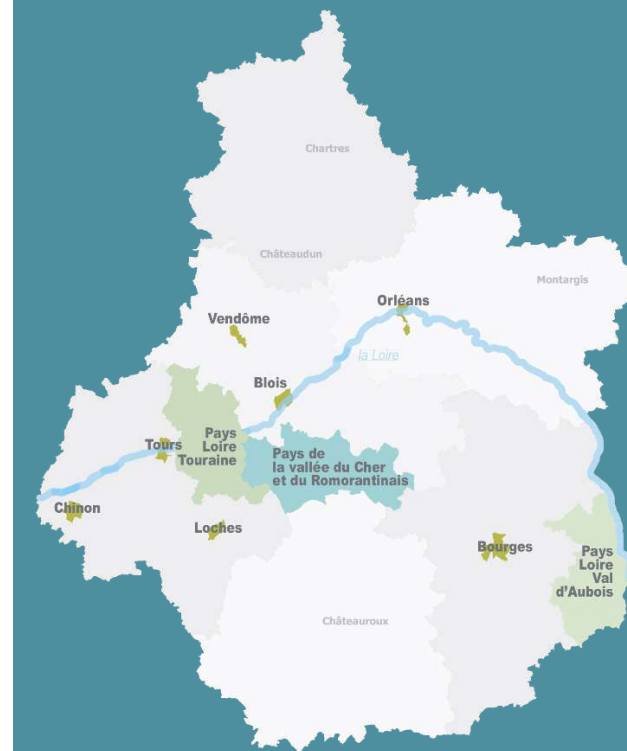 Chartres
Châteaudun
Montargis
Orléans
Vendôme
la Loire
Blois
Pays
Loire
Touraine
Tours
Pays de
la vallée du Cher
et du Romorantinais
Chinon
Loches
Bourges
Pays
Loire
Val
d'Aubois
Châteauroux